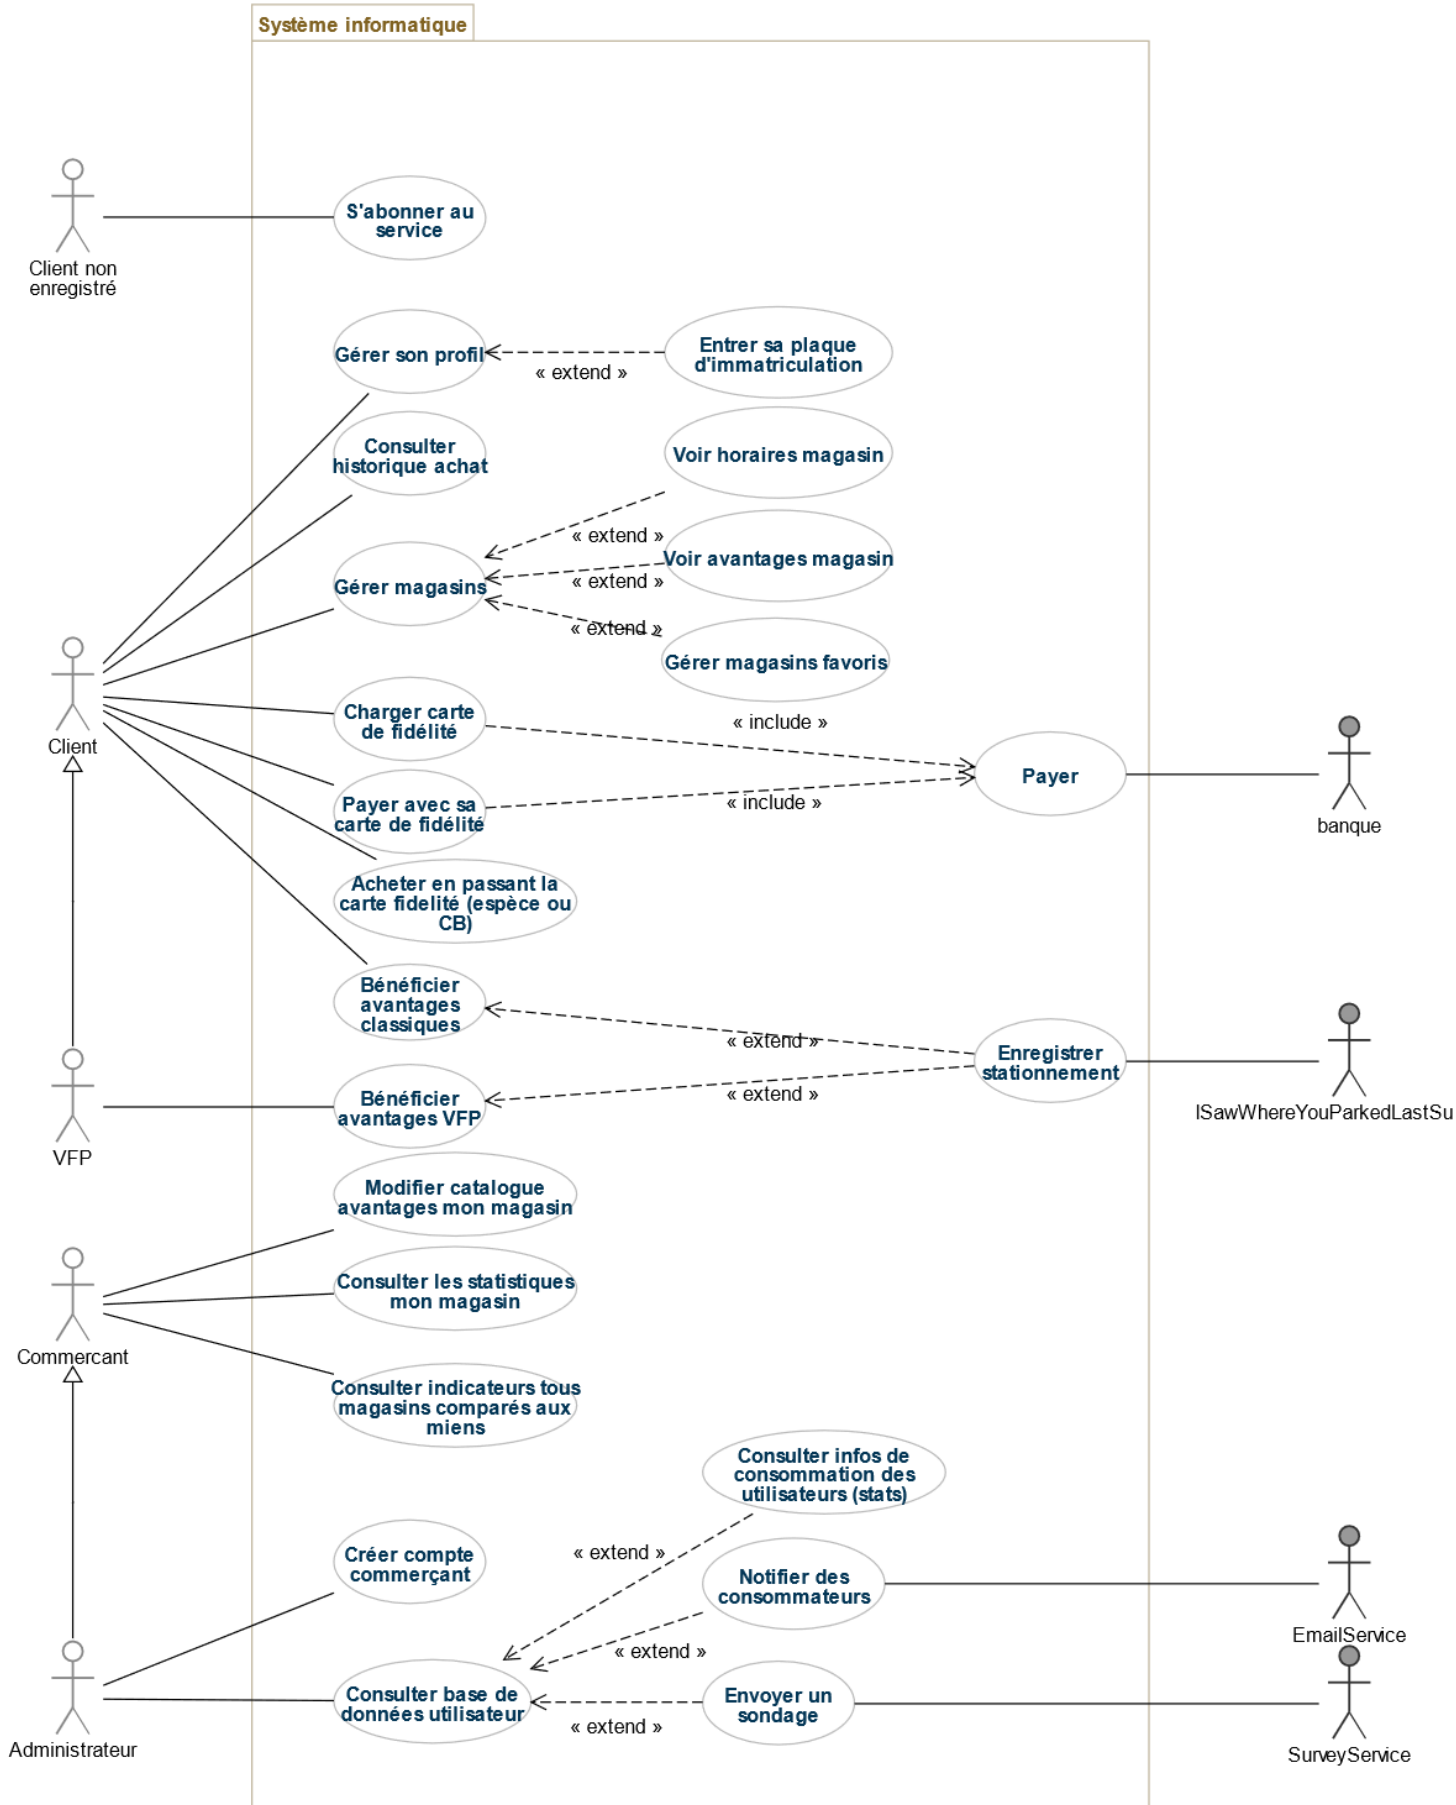 Système informatique
S'abonner au
service
Client non
enregistré
Gérer son profil
« extend »
Entrer sa plaque
d'immatriculation
Consulter
historique achat
Voir horaires magasin
« extend »
Voir avantages magasin
Gérer magasins
« extend »
« extend »
Gérer magasins favoris
Client
Charger carte
de fidélité
« include »
Payer
banque
Payer avec sa
carte de fidélité
« include »
Acheter en passant la
carte fidelité (espèce ou
CB)
Bénéficier
avantages
classiques
« extend »
Enregistrer
stationnement
ISawWhereYouParkedLastSu
Bénéficier
avantages VFP
« extend »
VFP
Modifier catalogue
avantages mon magasin
Consulter les statistiques
mon magasin
Commercant
Consulter indicateurs tous
magasins comparés aux
miens
Consulter infos de
consommation des
utilisateurs (stats)
Créer compte
commerçant
« extend »
Notifier des
consommateurs
EmailService
« extend »
Consulter base de
données utilisateur
« extend »
Envoyer un
sondage
Administrateur
SurveyService